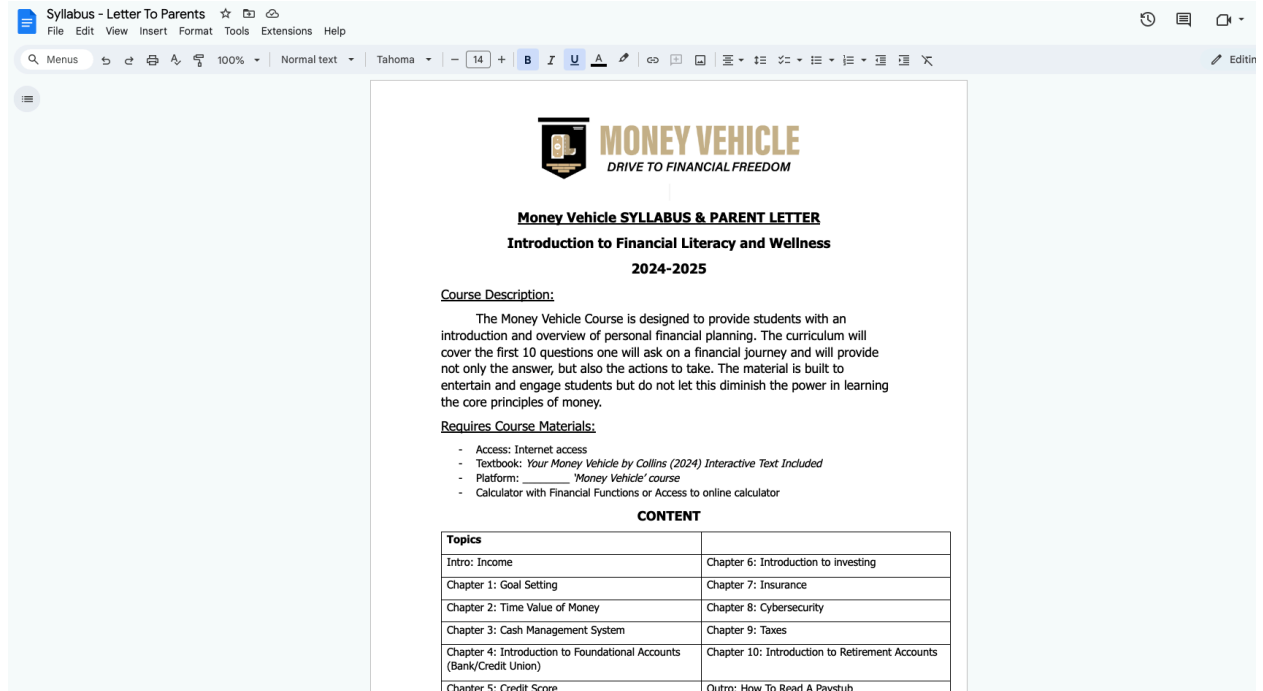 Syllabus - Letter To Parents
File Edit View Insert Format Tools Extensions Help
Menus 100% Normal text Tahoma 14 B I U A Editin
MONEY VEHICLE
DRIVE TO FINANCIAL FREEDOM
Money Vehicle SYLLABUS & PARENT LETTER
Introduction to Financial Literacy and Wellness
2024-2025
Course Description:
The Money Vehicle Course is designed to provide students with an
introduction and overview of personal financial planning. The curriculum will
cover the first 10 questions one will ask on a financial journey and will provide
not only the answer, but also the actions to take. The material is built to
entertain and engage students but do not let this diminish the power in learning
the core principles of money.
Requires Course Materials:
- Access: Internet access
- Textbook: Your Money Vehicle by Collins (2024) Interactive Text Included
- Platform: ________ 'Money Vehicle' course
- Calculator with Financial Functions or Access to online calculator
CONTENT
Topics
Intro: Income Chapter 6: Introduction to investing
Chapter 1: Goal Setting Chapter 7: Insurance
Chapter 2: Time Value of Money Chapter 8: Cybersecurity
Chapter 3: Cash Management System Chapter 9: Taxes
Chapter 4: Introduction to Foundational Accounts Chapter 10: Introduction to Retirement Accounts
(Bank/Credit Union)
Chapter 5: Credit Score Outro: How To Read A Paystub